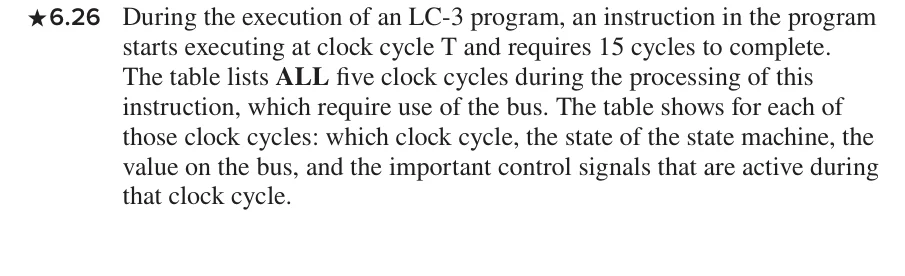 ★6.26 During the execution of an LC-3 program, an instruction in the program
starts executing at clock cycle T and requires 15 cycles to complete.
The table lists ALL five clock cycles during the processing of this
instruction, which require use of the bus. The table shows for each of
those clock cycles: which clock cycle, the state of the state machine, the
value on the bus, and the important control signals that are active during
that clock cycle.